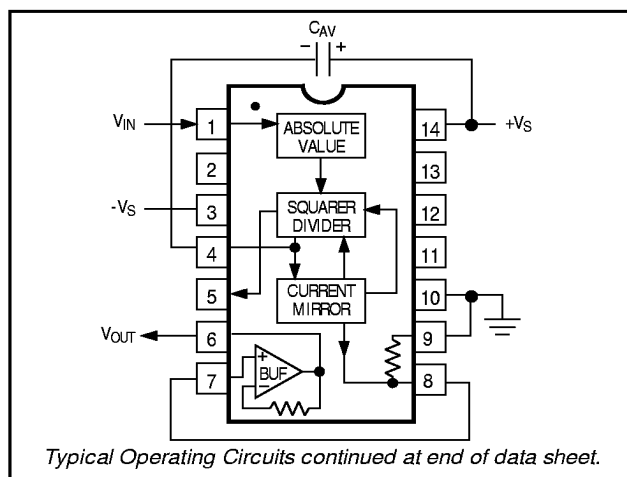 CAV
− +
VIN
1
ABSOLUTE
VALUE
14
+VS
2
13
-VS
3
SQUARER
DIVIDER
12
4
11
5
CURRENT
MIRROR
10
VOUT
6
9
7
+
BUF
−
8
Typical Operating Circuits continued at end of data sheet.